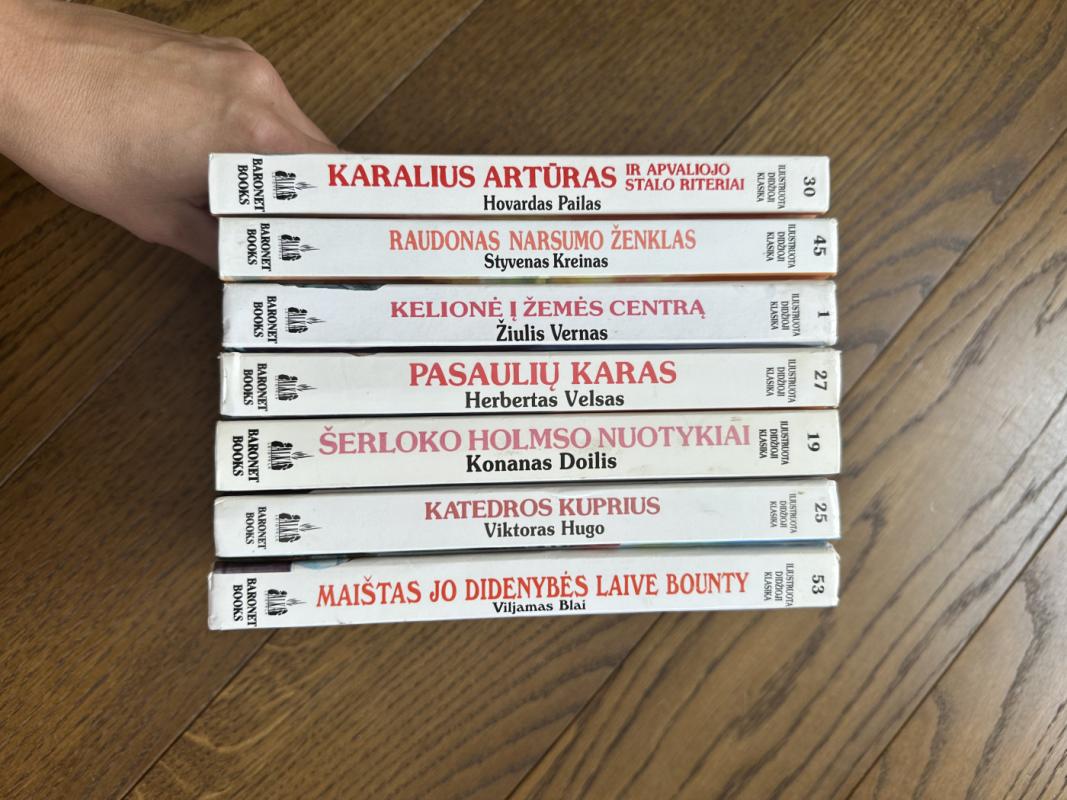 BARONET
BOOKS
KARALIUS ARTŪRAS IR APVALIOJO
STALO RITERIAI
Hovardas Pailas
ILIUSTRUOTA
DIDŽIOJI
KLASIKA
30
BARONET
BOOKS
RAUDONAS NARSUMO ŽENKLAS
Styvenas Kreinas
ILIUSTRUOTA
DIDŽIOJI
KLASIKA
45
BARONET
BOOKS
KELIONĖ Į ŽEMĖS CENTRĄ
Žiulis Vernas
ILIUSTRUOTA
DIDŽIOJI
KLASIKA
1
BARONET
BOOKS
PASAULIŲ KARAS
Herbertas Velsas
ILIUSTRUOTA
DIDŽIOJI
KLASIKA
27
BARONET
BOOKS
ŠERLOKO HOLMSO NUOTYKIAI
Konanas Doilis
ILIUSTRUOTA
DIDŽIOJI
KLASIKA
19
BARONET
BOOKS
KATEDROS KUPRIUS
Viktoras Hugo
ILIUSTRUOTA
DIDŽIOJI
KLASIKA
25
BARONET
BOOKS
MAIŠTAS JO DIDENYBĖS LAIVE BOUNTY
Viljamas Blai
ILIUSTRUOTA
DIDŽIOJI
KLASIKA
53